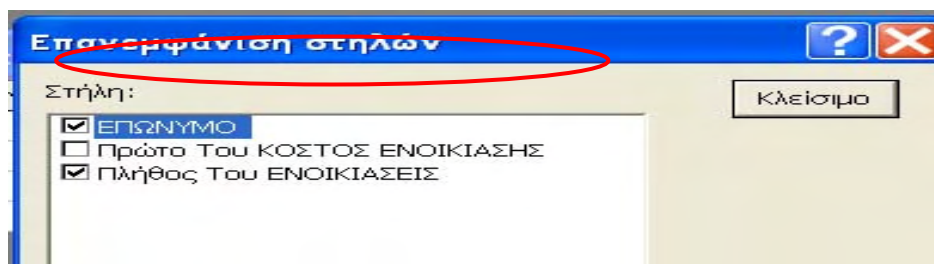 Επανεμφάνιση στηλών
Στήλη:
Κλείσιμο
ΕΠΩΝΥΜΟ
Πρώτο Του ΚΟΣΤΟΣ ΕΝΟΙΚΙΑΣΗΣ
Πλήθος Του ΕΝΟΙΚΙΑΣΕΙΣ